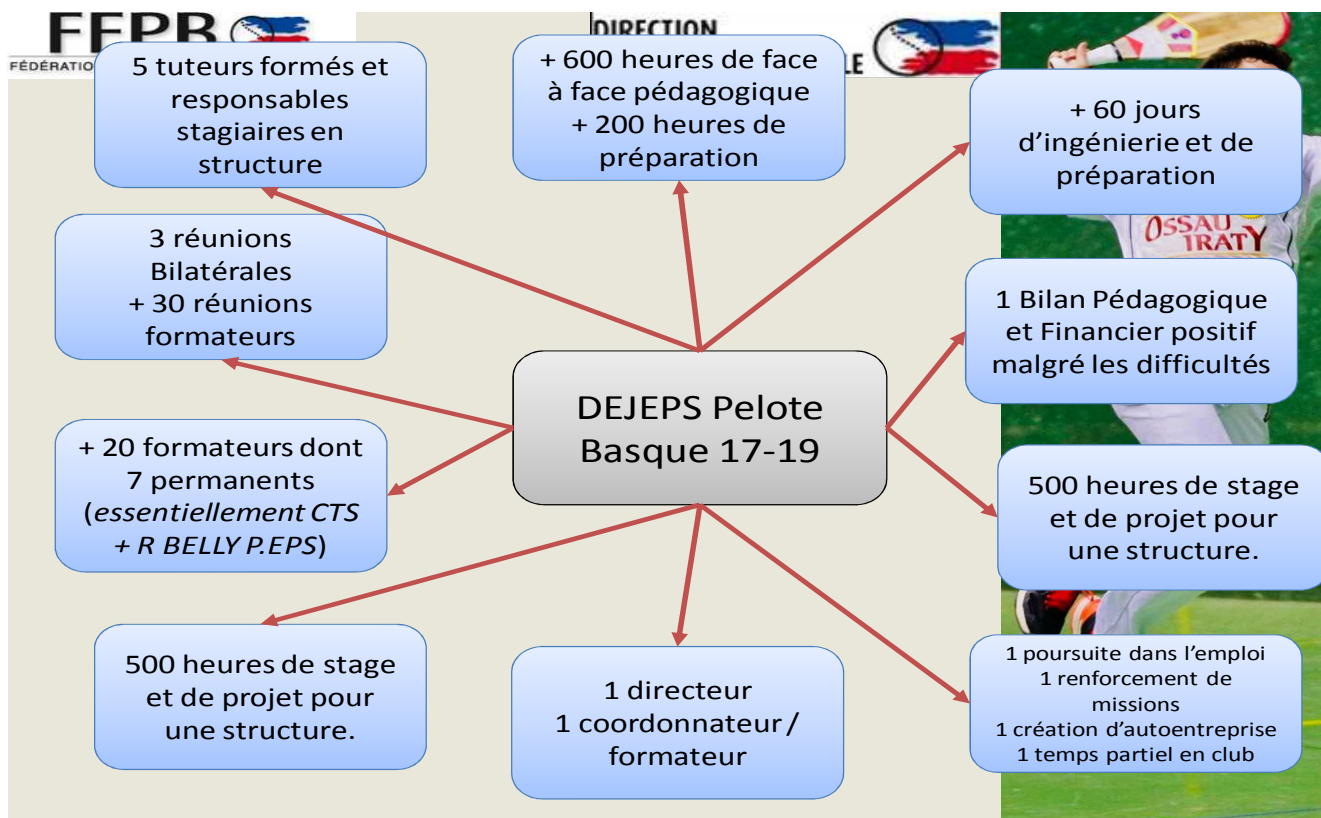 FFPB
FÉDÉRATIO
DIRECTION
LE
5 tuteurs formés et
responsables
stagiaires en
structure
+ 600 heures de face
à face pédagogique
+ 200 heures de
préparation
+ 60 jours
d’ingénierie et de
préparation
OSSAU
IRATY
3 réunions
Bilatérales
+ 30 réunions
formateurs
1 Bilan Pédagogique
et Financier positif
malgré les difficultés
DEJEPS Pelote
Basque 17-19
+ 20 formateurs dont
7 permanents
(essentiellement CTS
+ R BELLY P.EPS)
500 heures de stage
et de projet pour
une structure.
500 heures de stage
et de projet pour
une structure.
1 directeur
1 coordonnateur /
formateur
1 poursuite dans l’emploi
1 renforcement de
missions
1 création d’autoentreprise
1 temps partiel en club